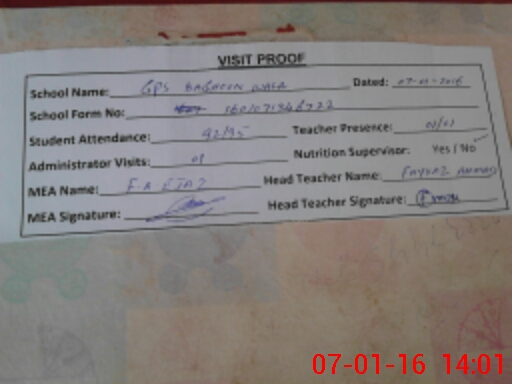 VISIT PROOF
School Name: GPS BAGHOON WALA Dated: 07-01-2016
School Form No:
Student Attendance: 92/95 Teacher Presence: 01/01
Administrator Visits: 01 Nutrition Supervisor: Yes / No
MEA Name: F.A EJAZ Head Teacher Name: FAYYAZ AHMAD
MEA Signature: Head Teacher Signature:
07-01-16 14:01